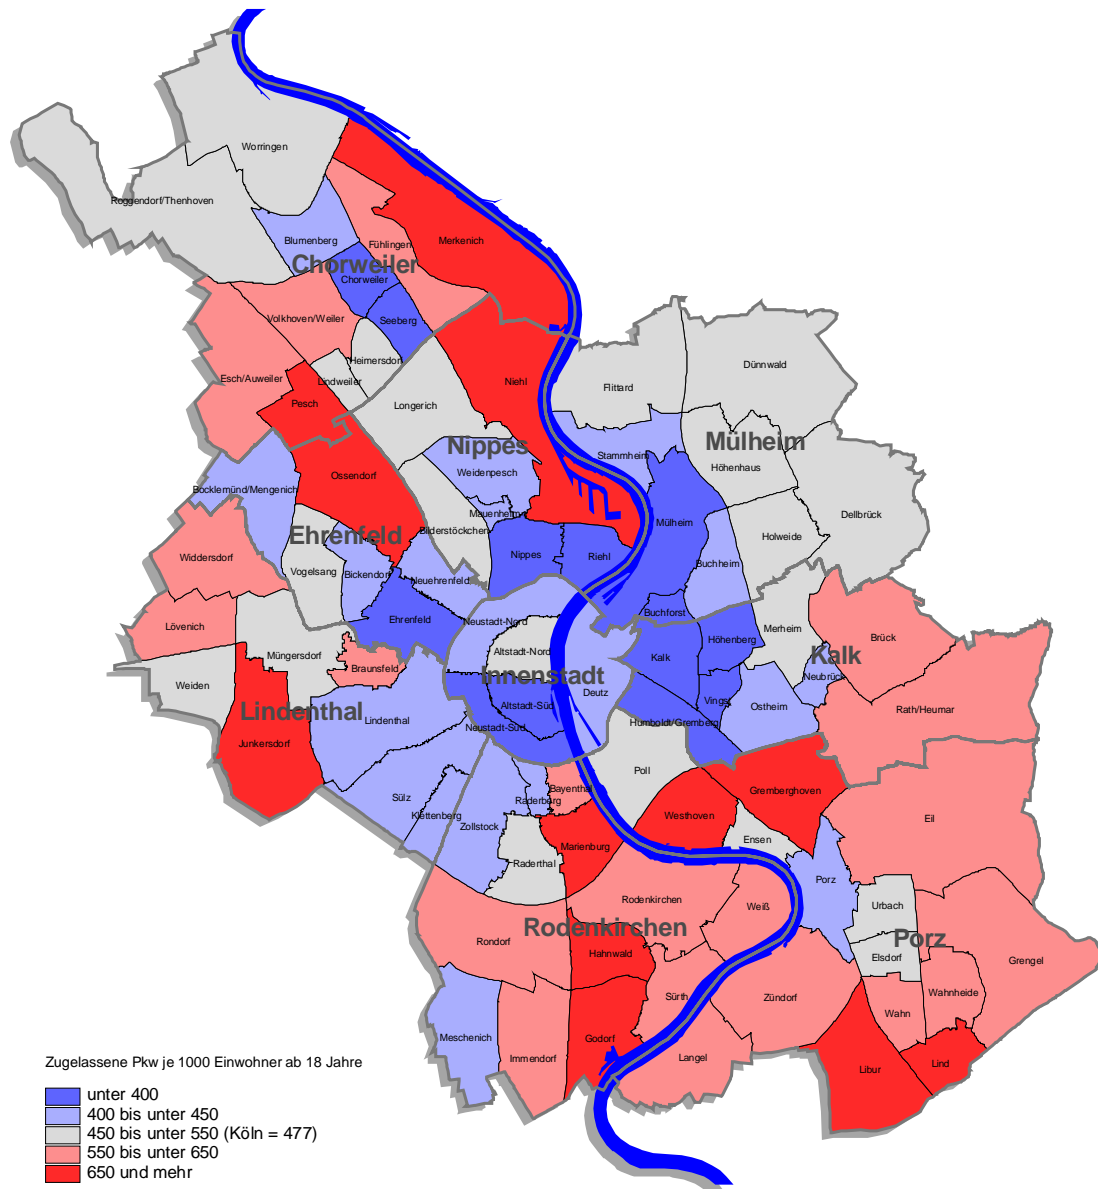 Worringen
Roggendorf/Thenhoven
Blumenberg
Fühlingen
Merkenich
Chorweiler
Chorweiler
Volkhoven/Weiler
Seeberg
Heimersdorf
Lindweiler
Esch/Auweiler
Pesch
Longerich
Niehl
Flittard
Dünnwald
Nippes
Mülheim
Stammheim
Höhenhaus
Weidenpesch
Ossendorf
Bocklemünd/Mengenich
Mauenheim
Bilderstöckchen
Mülheim
Dellbrück
Ehrenfeld
Holweide
Widdersdorf
Vogelsang
Bickendorf
Neuehrenfeld
Nippes
Riehl
Buchheim
Lövenich
Ehrenfeld
Neustadt-Nord
Buchforst
Höhenberg
Merheim
Brück
Müngersdorf
Braunsfeld
Altstadt-Nord
Kalk
Kalk
Weiden
Innenstadt
Neubrück
Deutz
Vings
Ostheim
Rath/Heumar
Lindenthal
Lindenthal
Altstadt-Süd
Neustadt-Süd
Humboldt/Gremberg
Junkersdorf
Poll
Sülz
Klettenberg
Zollstock
Raderberg
Bayenthal
Gremberghoven
Westhoven
Eil
Marienburg
Raderthal
Ensen
Porz
Rodenkirchen
Weiß
Urbach
Rodenkirchen
Porz
Rondorf
Hahnwald
Elsdorf
Grengel
Sürth
Zündorf
Wahnheide
Wahn
Meschenich
Immendorf
Godorf
Langel
Libur
Lind
Zugelassene Pkw je 1000 Einwohner ab 18 Jahre
unter 400
400 bis unter 450
450 bis unter 550 (Köln = 477)
550 bis unter 650
650 und mehr